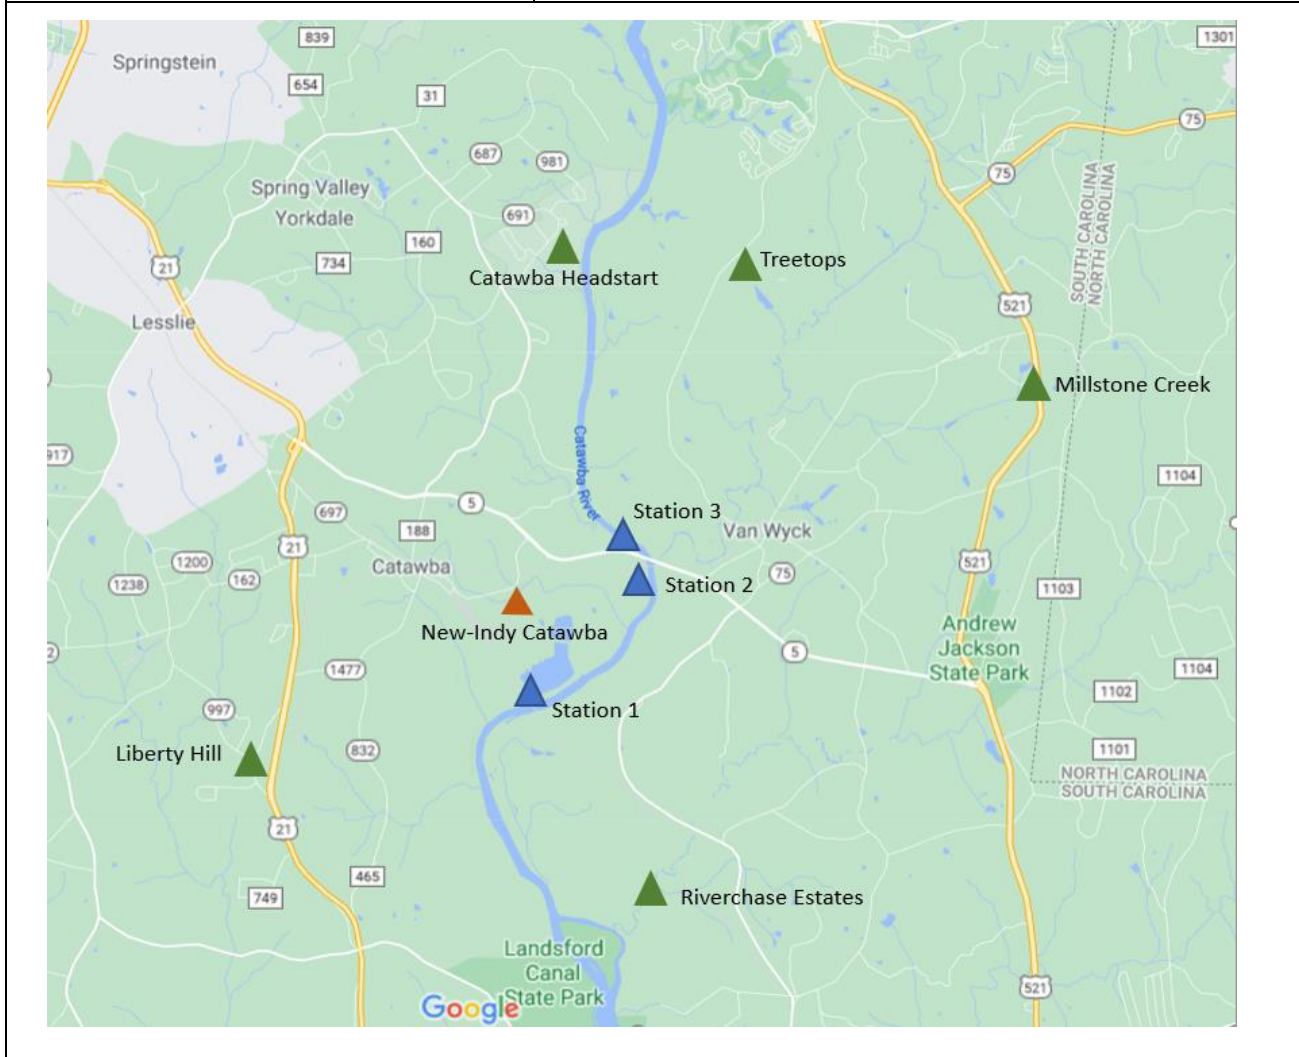 839
1301
Springstein
654
31
75
687
981
75
Spring Valley
Yorkdale
691
160
734
21
Catawba Headstart
Treetops
SOUTH CAROLINA
NORTH CAROLINA
521
Lesslie
Millstone Creek
917
Catawba River
1104
5
697
Station 3
188
Van Wyck
21
1200
Catawba
521
1238
162
Station 2
75
1103
New-Indy Catawba
Andrew
Jackson
State Park
2
5
1477
1104
1102
997
Station 1
Liberty Hill
832
1101
NORTH CAROLINA
SOUTH CAROLINA
21
465
749
Riverchase Estates
Landsford
Canal
State Park
Google
521